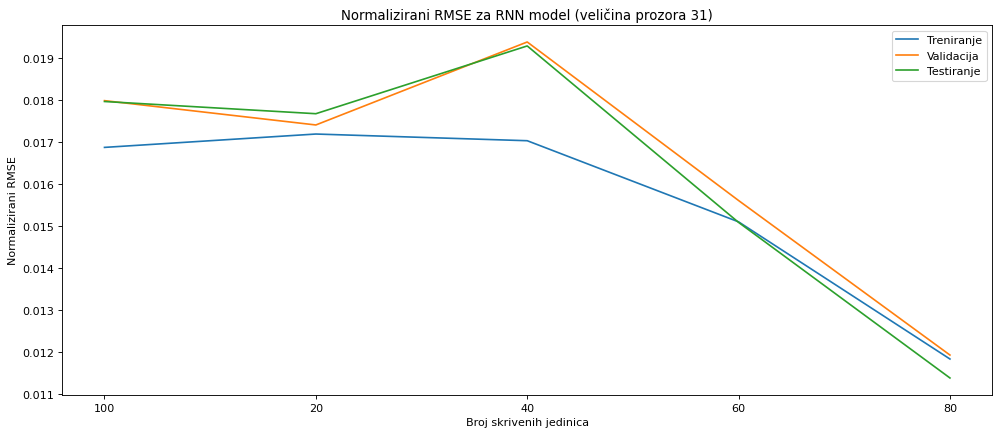 Normalizirani RMSE za RNN model (veličina prozora 31)
Treniranje
Validacija
Testiranje
Normalizirani RMSE
0.019
0.018
0.017
0.016
0.015
0.014
0.013
0.012
0.011
100 20 40 60 80
Broj skrivenih jedinica